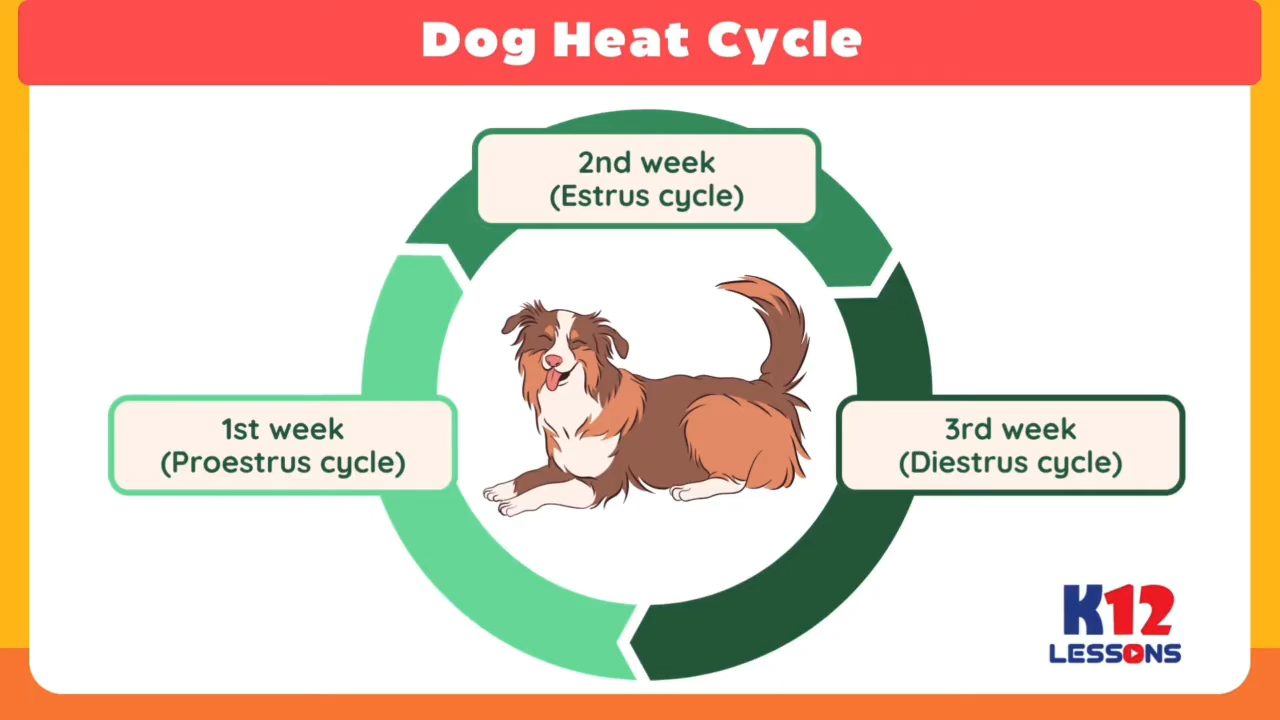 Dog Heat Cycle
2nd week
(Estrus cycle)
1st week
(Proestrus cycle)
3rd week
(Diestrus cycle)
K12
LESSONS